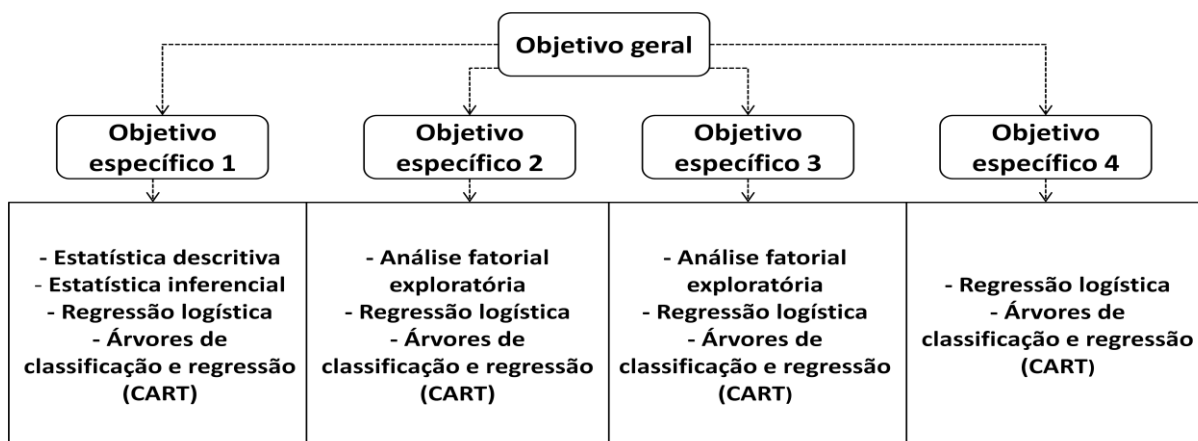 Objetivo geral
Objetivo
específico 1
Objetivo
específico 2
Objetivo
específico 3
Objetivo
específico 4
- Estatística descritiva
- Estatística inferencial
- Regressão logística
- Árvores de
classificação e regressão
(CART)
- Análise fatorial
exploratória
- Regressão logística
- Árvores de
classificação e regressão
(CART)
- Análise fatorial
exploratória
- Regressão logística
- Árvores de
classificação e regressão
(CART)
- Regressão logística
- Árvores de
classificação e regressão
(CART)